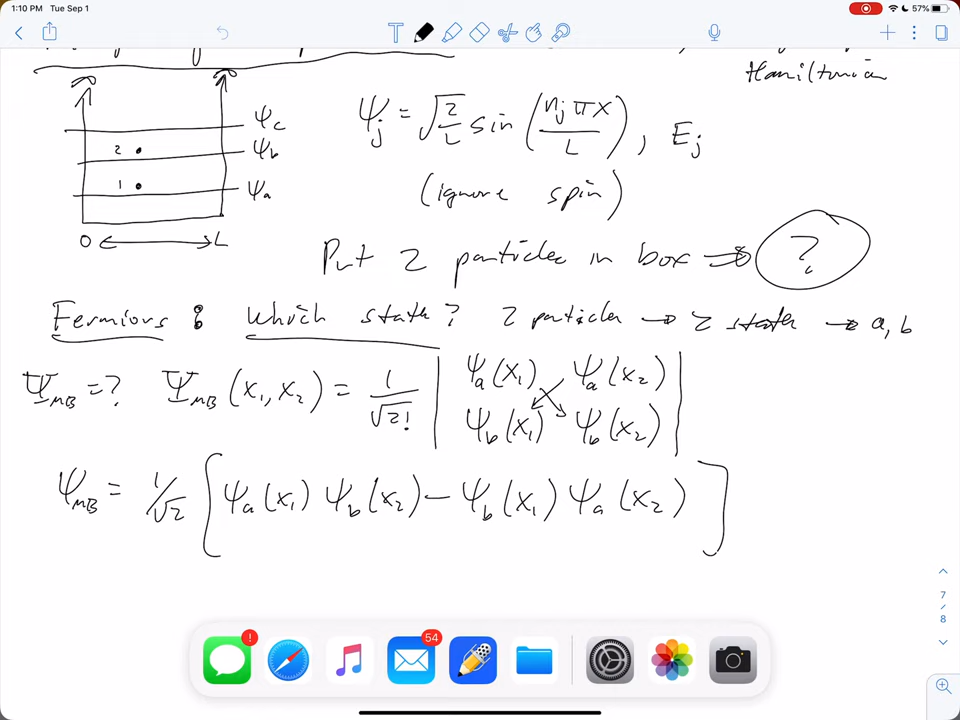 1:10 PM Tue Sep 1
57%
Hamiltonian
ψc
2 ψb
1 ψa
0 L
ψj = √(2/L) sin (nj π x / L), Ej
(ignore spin)
Put 2 particles in box → ?
Fermions : Which state? 2 particles → 2 states → a, b
ΨMB = ? ΨMB (x1, x2) = 1/√2! | ψa(x1) ψa(x2) |
| ψb(x1) ψb(x2) |
ψMB = 1/√2 [ψa(x1) ψb(x2) − ψb(x1) ψa(x2)]
7
/
8
!
54